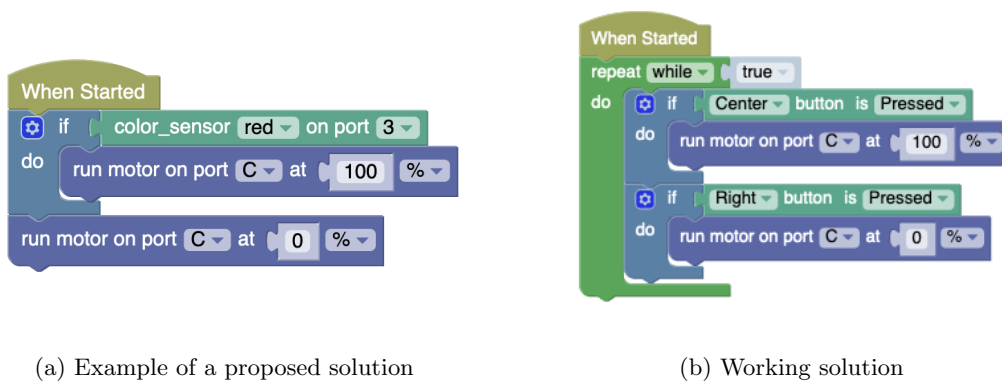 When Started
if color_sensor red on port 3
do
run motor on port C at 100 %
run motor on port C at 0 %
(a) Example of a proposed solution
When Started
repeat while true
do if Center button is Pressed
do
run motor on port C at 100 %
if Right button is Pressed
do
run motor on port C at 0 %
(b) Working solution